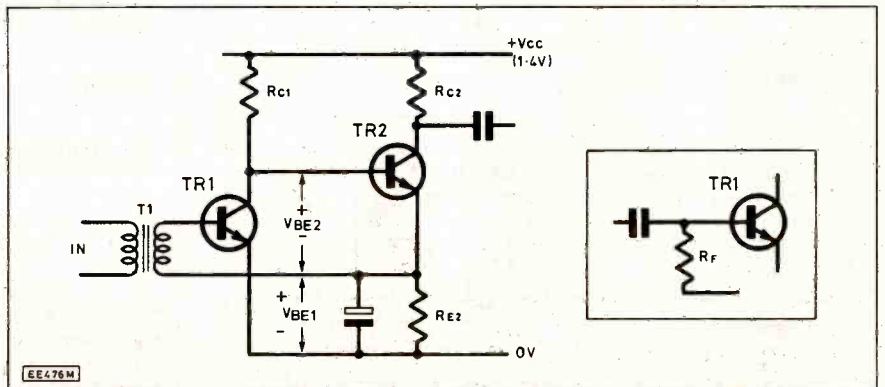 +Vcc
(1·4V)
RC1
RC2
TR2
TR1
T1
IN
+
VBE2
-
+
VBE1
-
RE2
0V
TR1
RF
EE476M